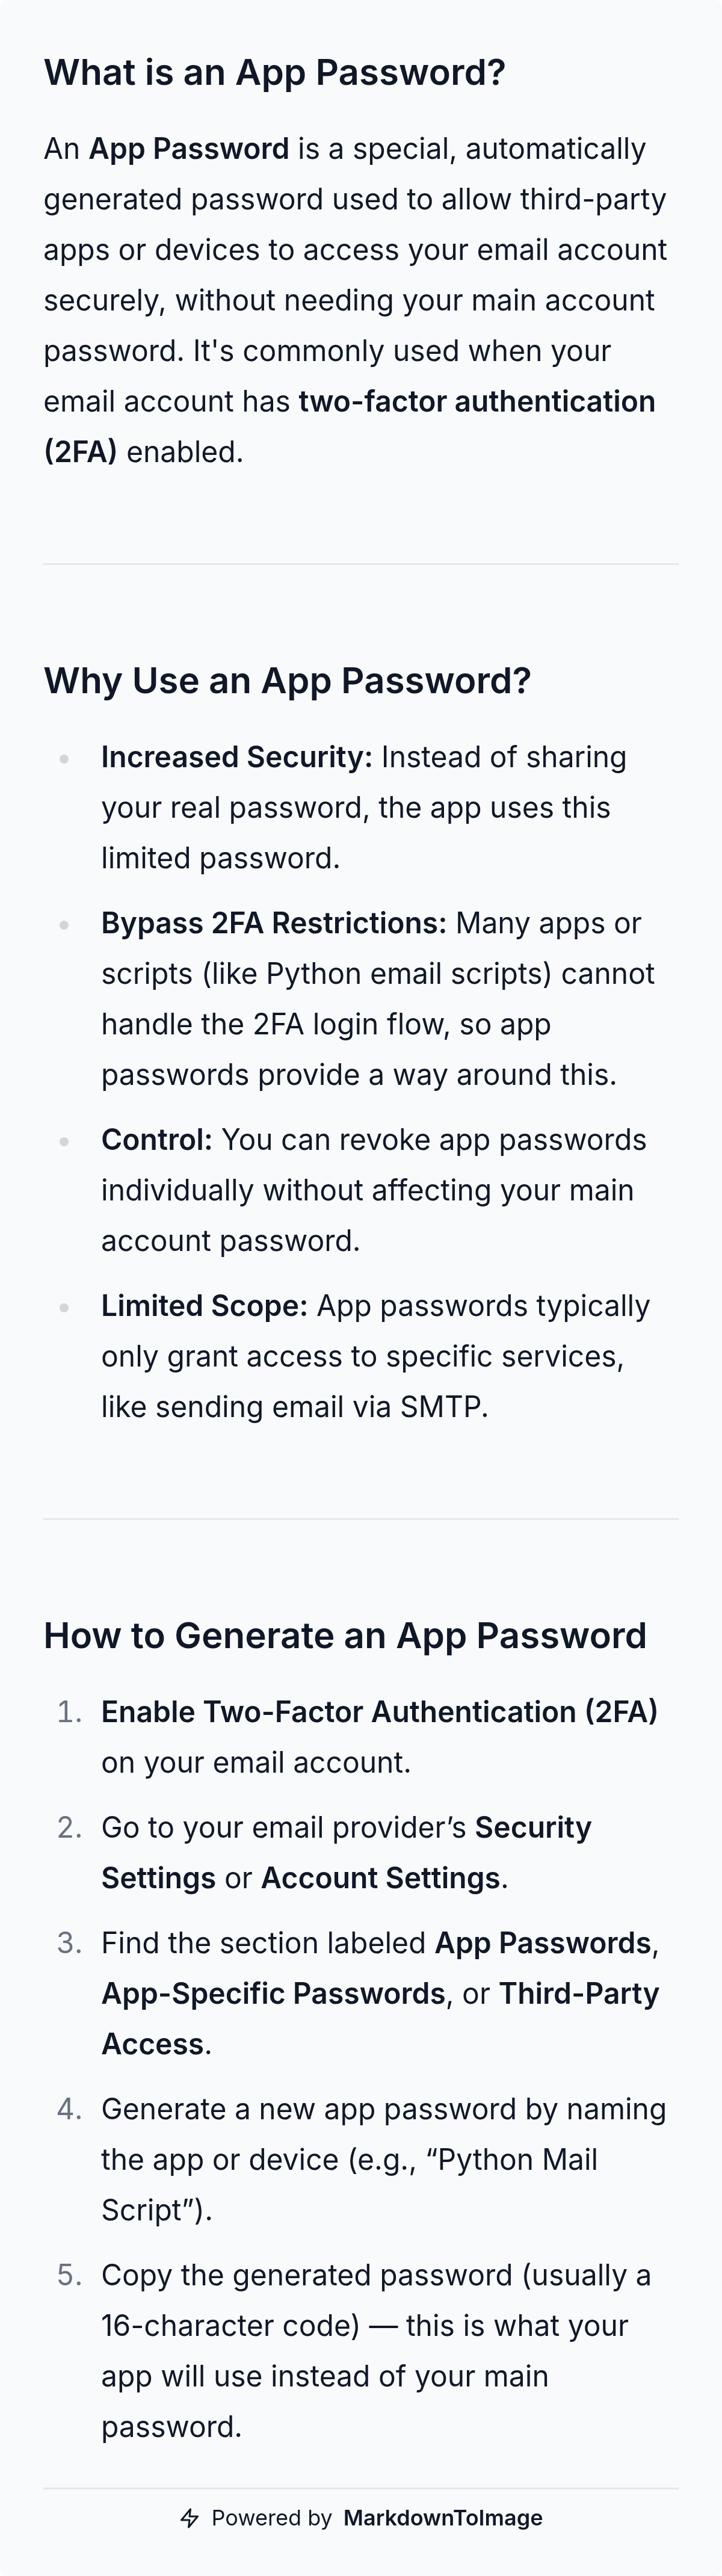 What is an App Password?
An App Password is a special, automatically
generated password used to allow third-party
apps or devices to access your email account
securely, without needing your main account
password. It's commonly used when your
email account has two-factor authentication
(2FA) enabled.
Why Use an App Password?
• Increased Security: Instead of sharing
your real password, the app uses this
limited password.
• Bypass 2FA Restrictions: Many apps or
scripts (like Python email scripts) cannot
handle the 2FA login flow, so app
passwords provide a way around this.
• Control: You can revoke app passwords
individually without affecting your main
account password.
• Limited Scope: App passwords typically
only grant access to specific services,
like sending email via SMTP.
How to Generate an App Password
1. Enable Two-Factor Authentication (2FA)
on your email account.
2. Go to your email provider’s Security
Settings or Account Settings.
3. Find the section labeled App Passwords,
App-Specific Passwords, or Third-Party
Access.
4. Generate a new app password by naming
the app or device (e.g., “Python Mail
Script”).
5. Copy the generated password (usually a
16-character code) — this is what your
app will use instead of your main
password.
Powered by MarkdownToImage